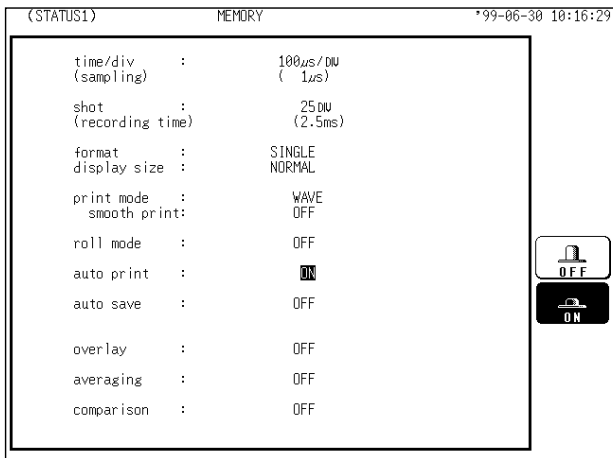 (STATUS1) MEMORY '99-06-30 10:16:29
time/div : 100μs/DIV
(sampling) ( 1μs)
shot : 25DIV
(recording time) (2.5ms)
format : SINGLE
display size : NORMAL
print mode : WAVE
smooth print: OFF
roll mode : OFF
auto print : ON
auto save : OFF
overlay : OFF
averaging : OFF
comparison : OFF
OFF
ON